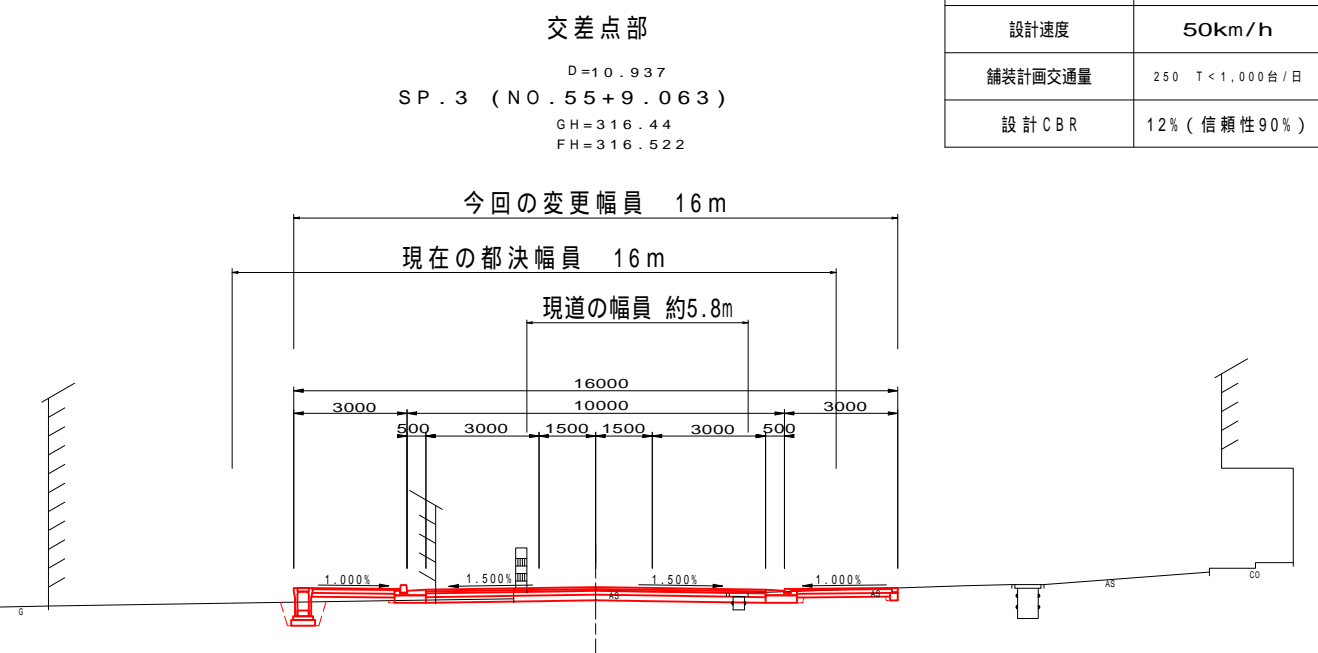 交差点部
D=10.937
SP.3 (NO.55+9.063)
GH=316.44
FH=316.522
設計速度 50km/h
舗装計画交通量 250 T<1,000台/日
設計CBR 12%(信頼性90%)
今回の変更幅員 16m
現在の都決幅員 16m
現道の幅員 約5.8m
16000
3000 10000 3000
500 3000 1500 1500 3000 500
1.000% 1.500% 1.500% 1.000%
G AS AS AS CO